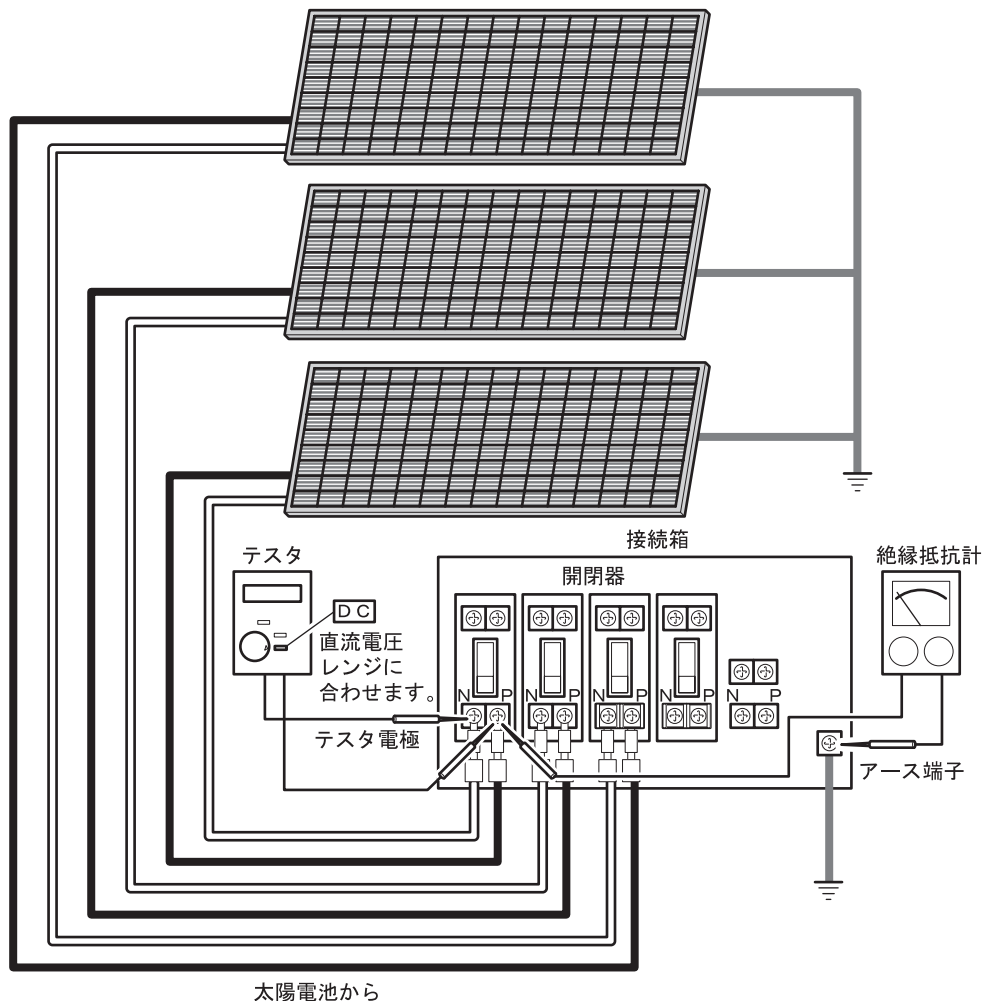 接続箱
テスタ
絶縁抵抗計
開閉器
DC
直流電圧
レンジに
合わせます。
N P N P N P N P N P
テスタ電極
アース端子
太陽電池から